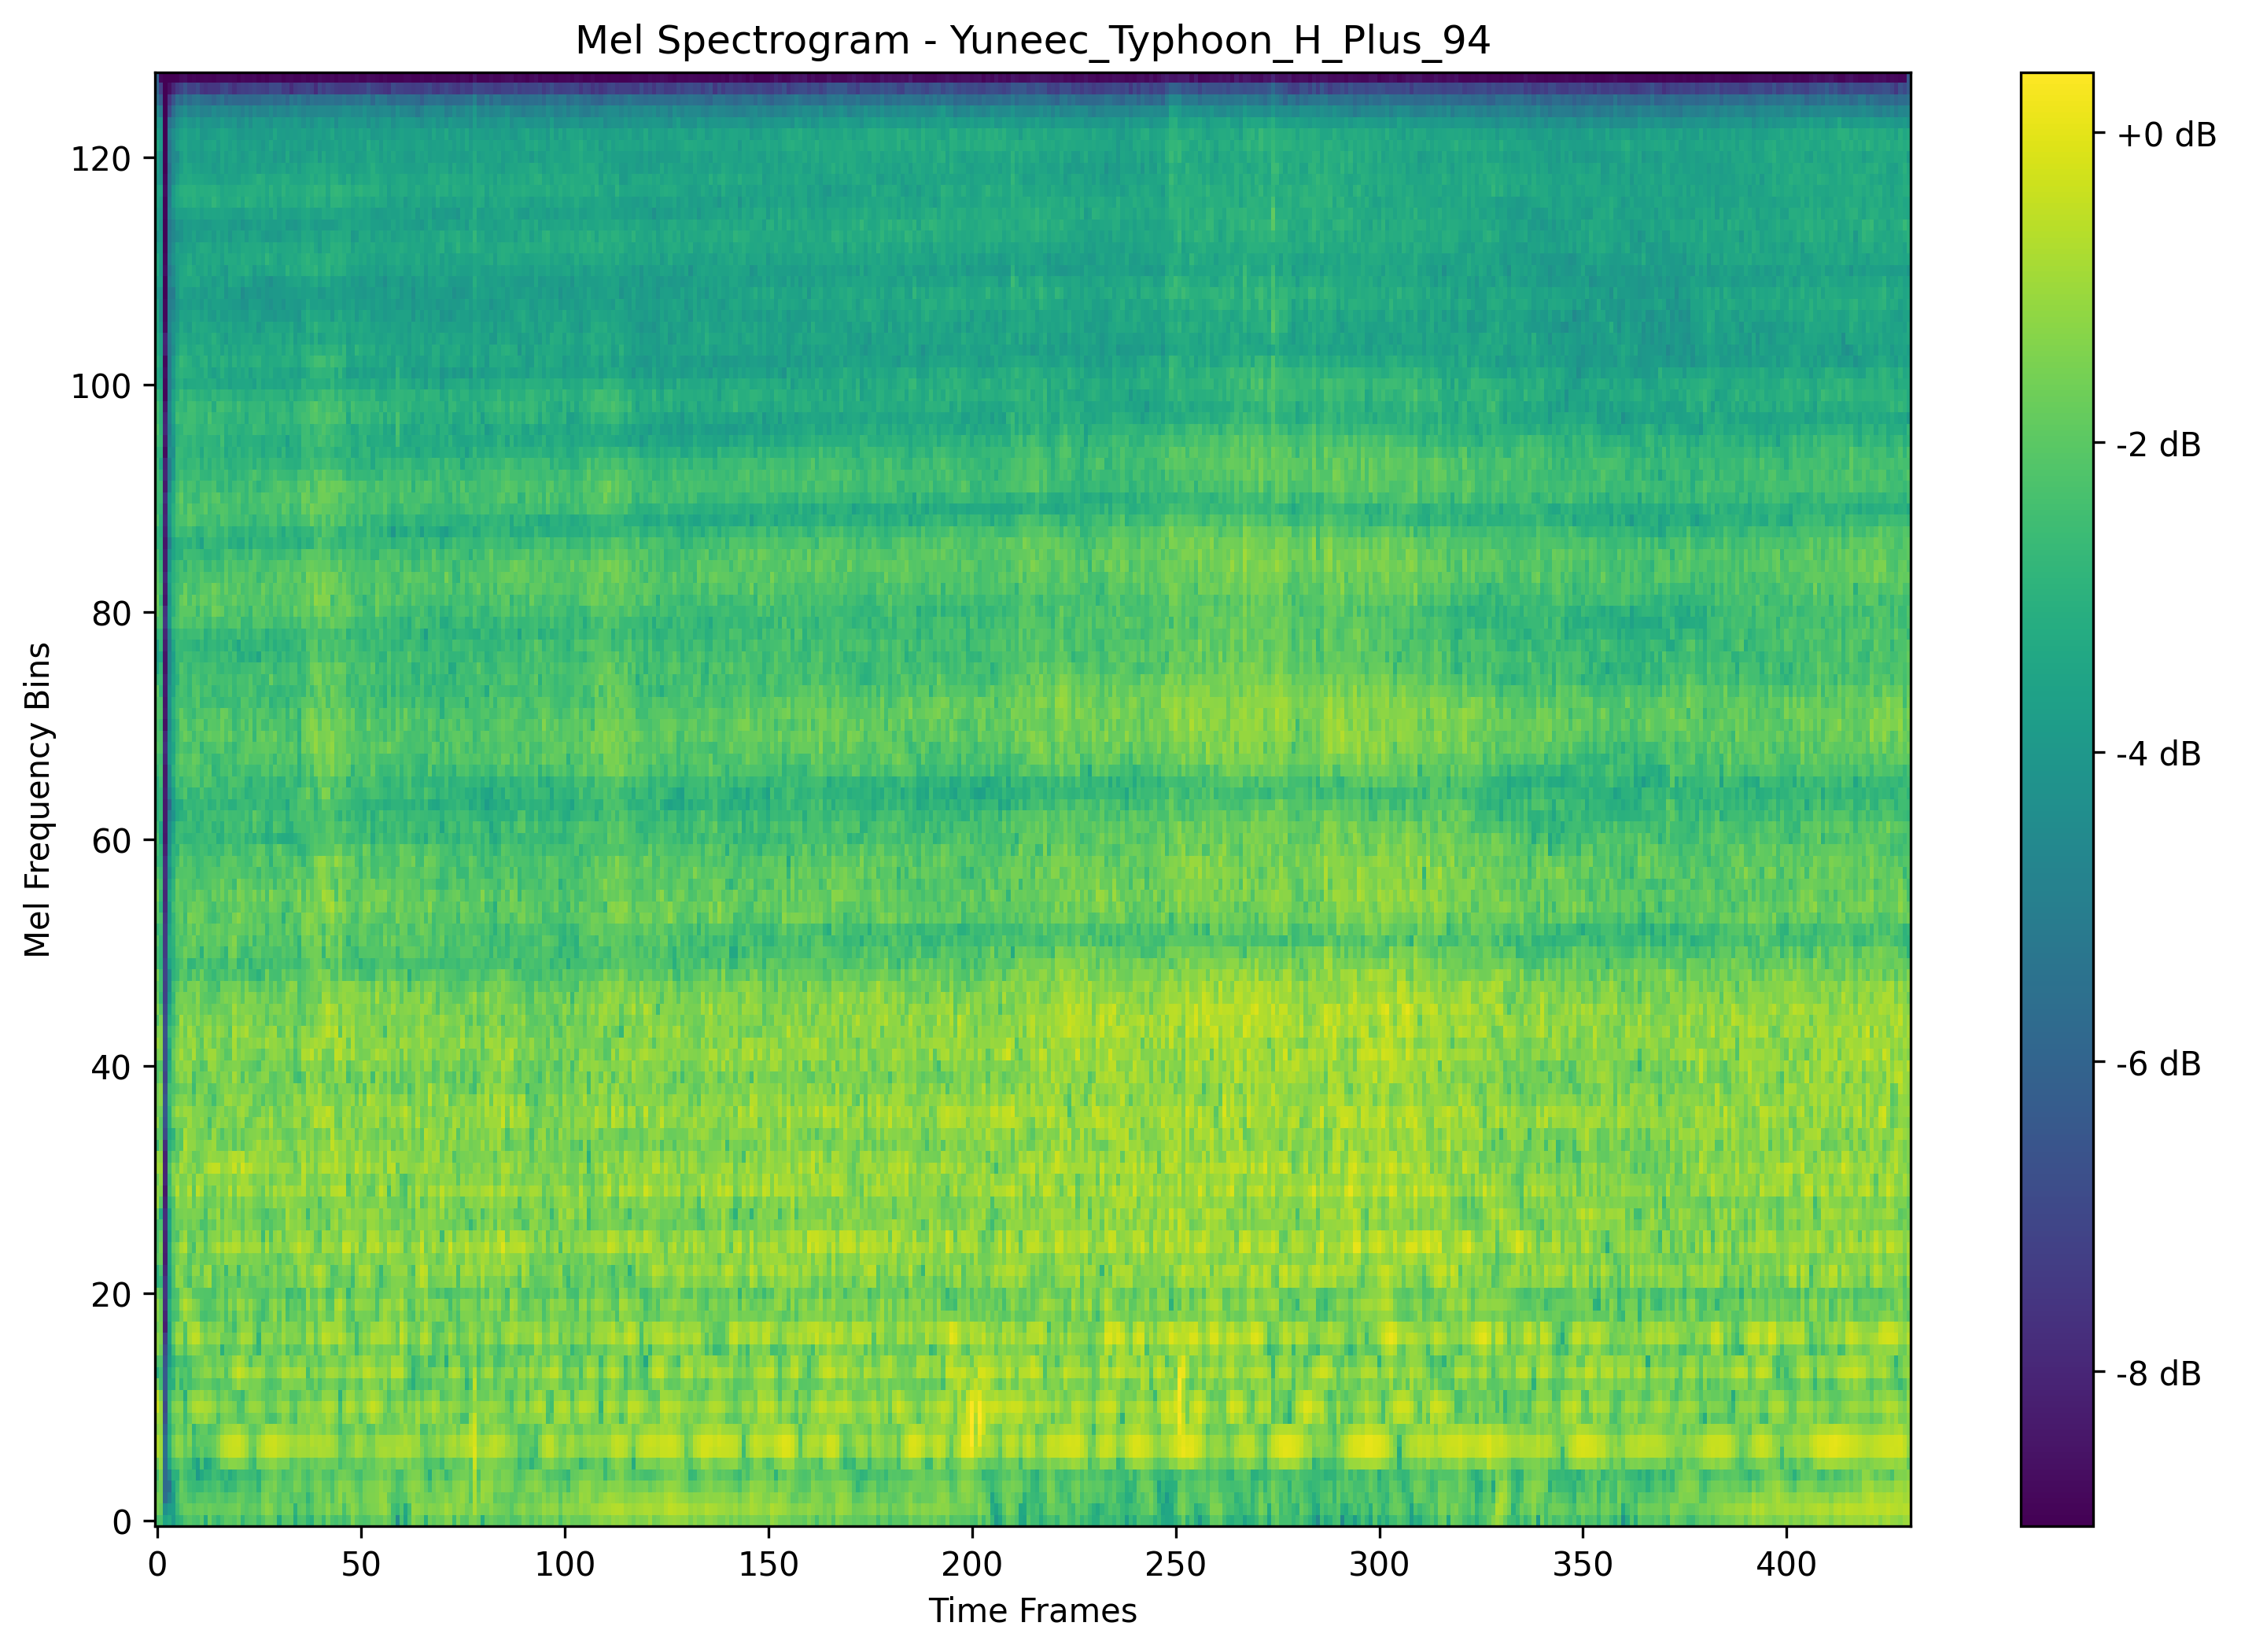 Mel Spectrogram - Yuneec_Typhoon_H_Plus_94
Mel Frequency Bins
120
100
80
60
40
20
0
0 50 100 150 200 250 300 350 400
Time Frames
+0 dB
-2 dB
-4 dB
-6 dB
-8 dB